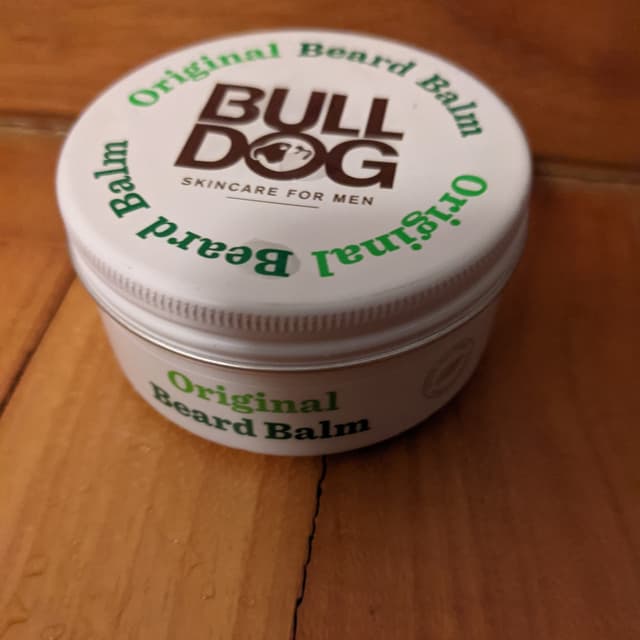 Original Beard Balm
BULL
DOG
SKINCARE FOR MEN
Original Beard Balm
Original
Beard Balm